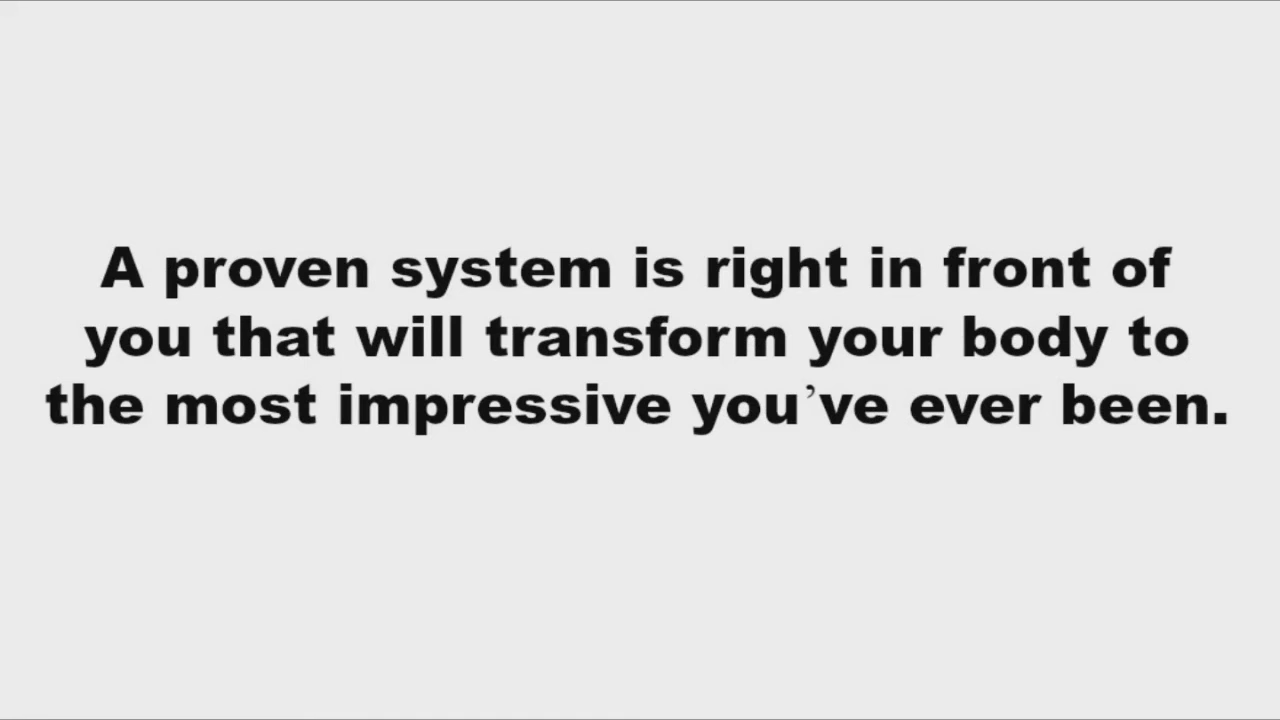 A proven system is right in front of
you that will transform your body to
the most impressive you’ve ever been.